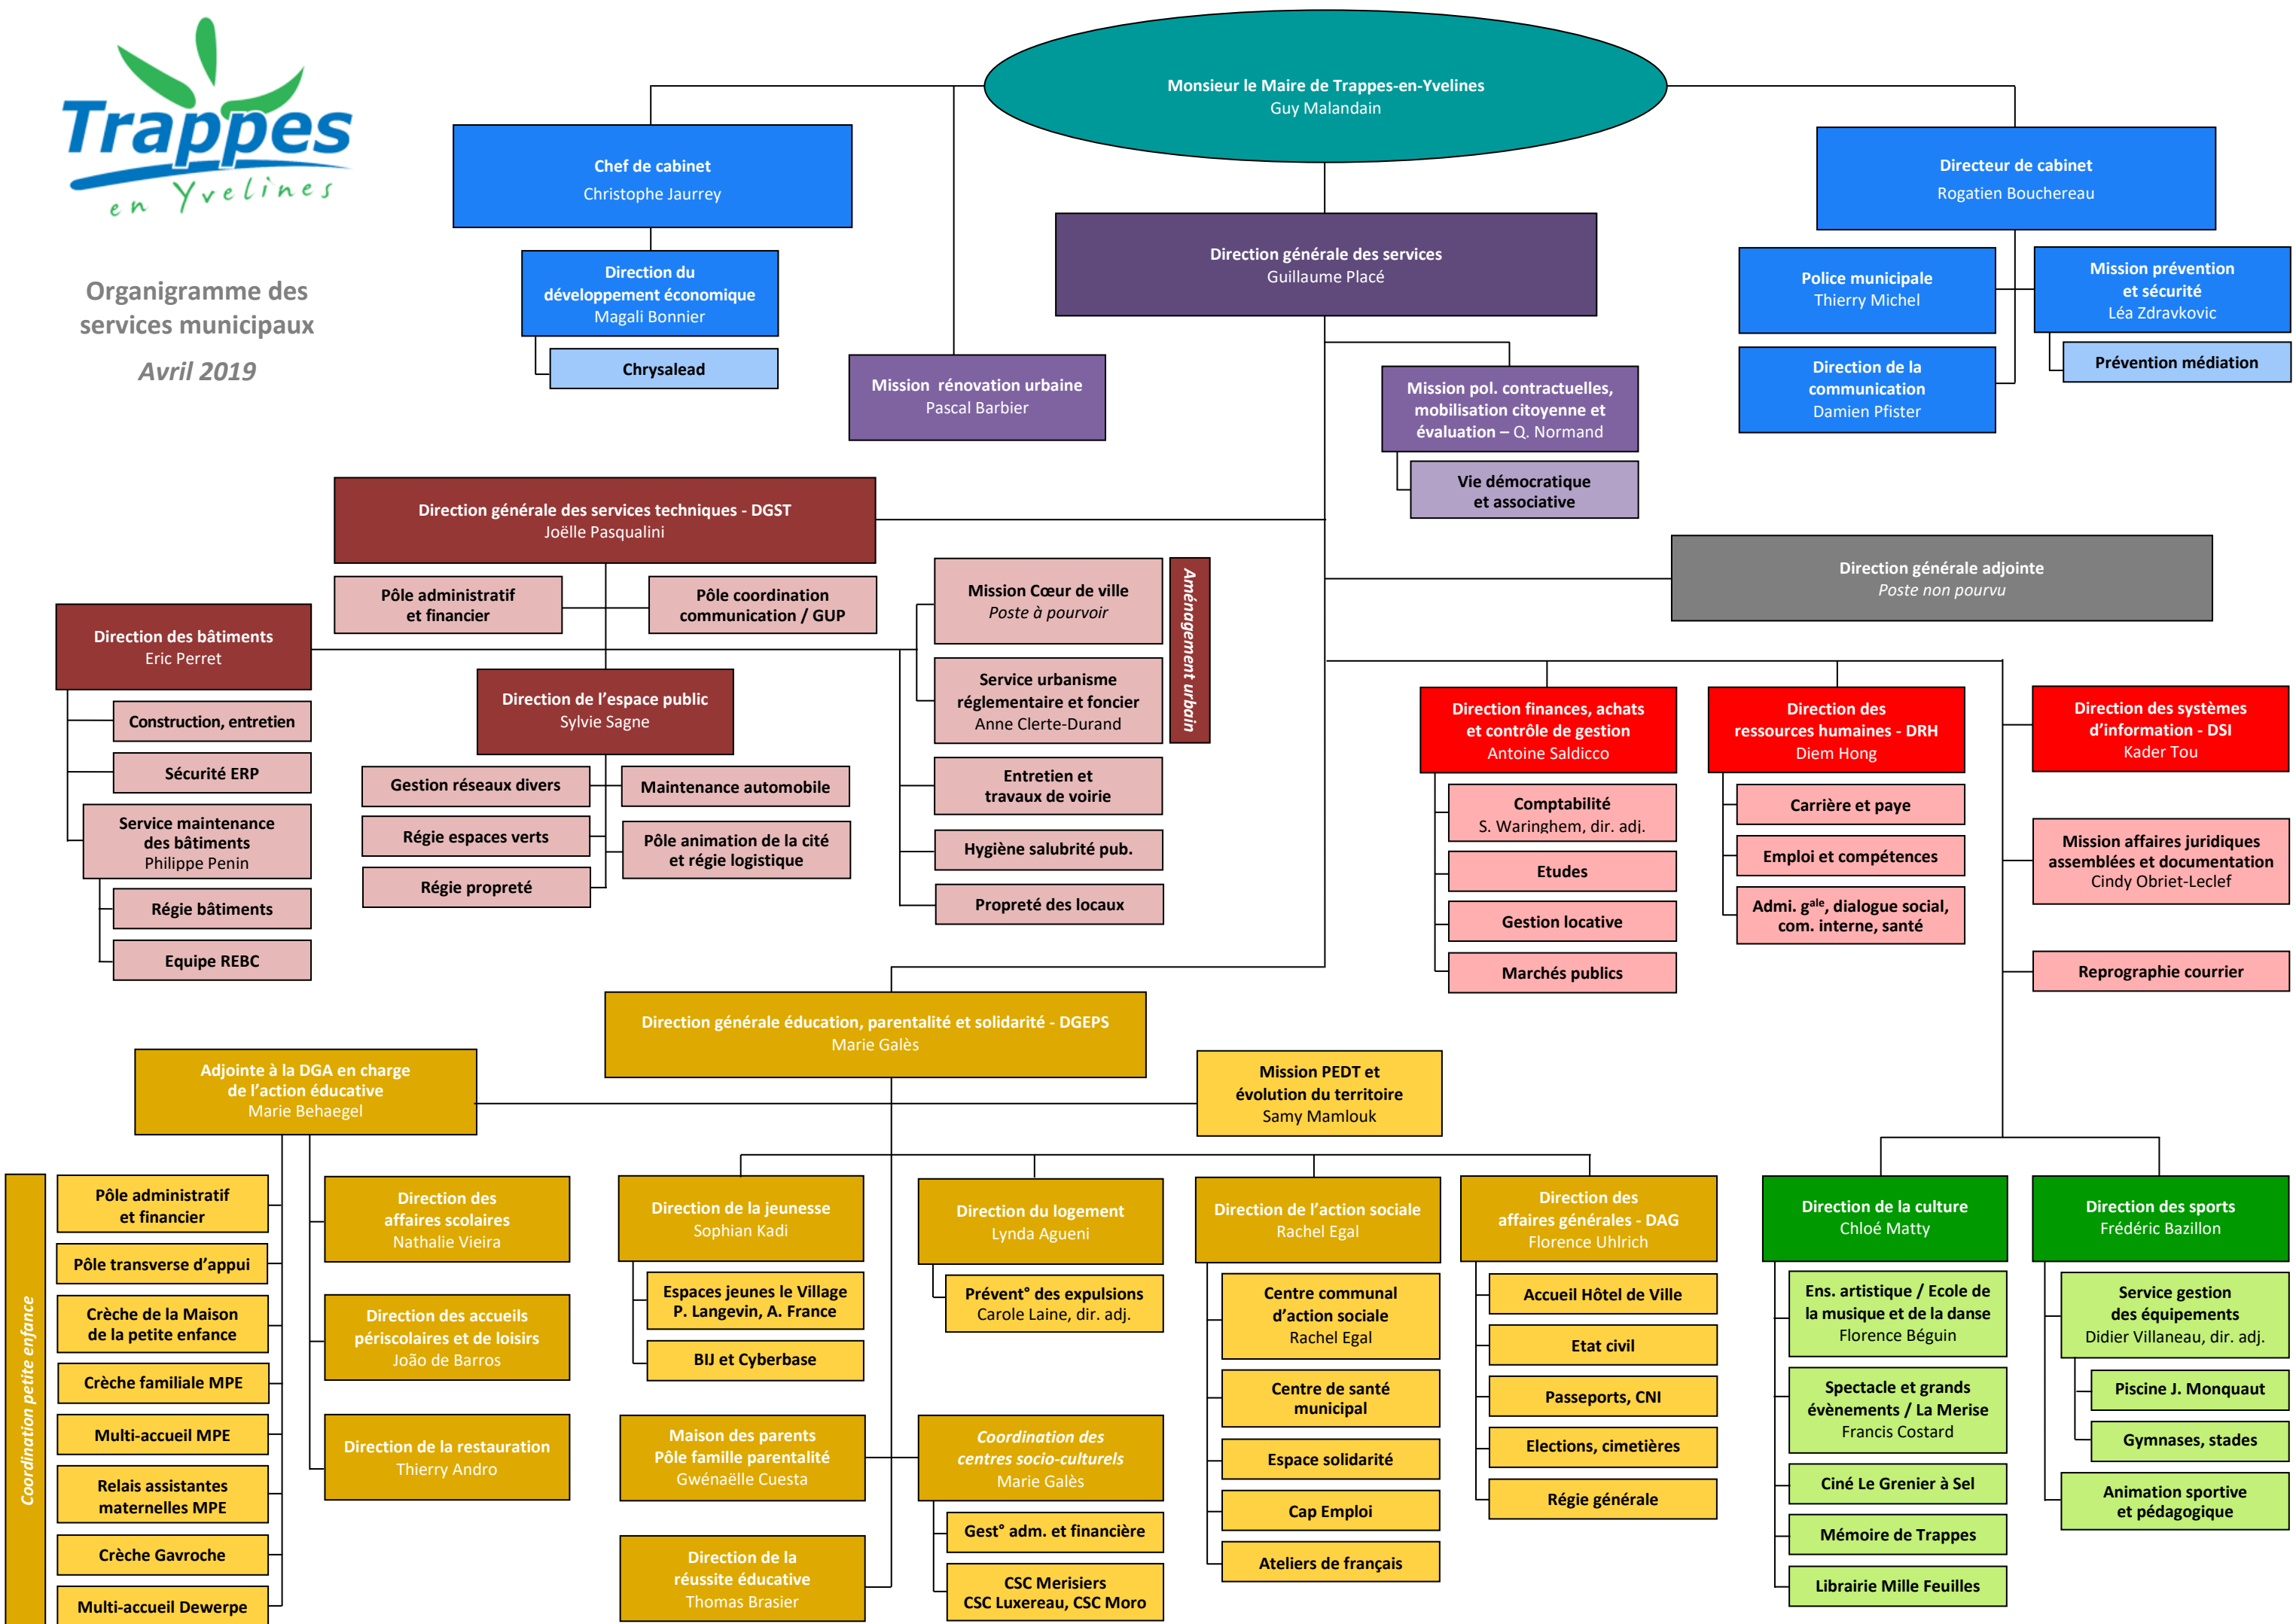 Trappes
en Yvelines
Organigramme des
services municipaux
Avril 2019
Monsieur le Maire de Trappes-en-Yvelines
Guy Malandain
Chef de cabinet
Christophe Jaurrey
Directeur de cabinet
Rogatien Bouchereau
Direction générale des services
Guillaume Placé
Direction du
développement économique
Magali Bonnier
Chrysalead
Mission rénovation urbaine
Pascal Barbier
Mission pol. contractuelles,
mobilisation citoyenne et
évaluation – Q. Normand
Vie démocratique
et associative
Police municipale
Thierry Michel
Mission prévention
et sécurité
Léa Zdravkovic
Prévention médiation
Direction de la
communication
Damien Pfister
Direction générale des services techniques - DGST
Joëlle Pasqualini
Direction générale adjointe
Poste non pourvu
Pôle administratif
et financier
Pôle coordination
communication / GUP
Direction des bâtiments
Eric Perret
Construction, entretien
Sécurité ERP
Service maintenance
des bâtiments
Philippe Penin
Régie bâtiments
Equipe REBC
Direction de l’espace public
Sylvie Sagne
Gestion réseaux divers
Maintenance automobile
Régie espaces verts
Pôle animation de la cité
et régie logistique
Régie propreté
Mission Cœur de ville
Poste à pourvoir
Service urbanisme
réglementaire et foncier
Anne Clerte-Durand
Aménagement urbain
Entretien et
travaux de voirie
Hygiène salubrité pub.
Propreté des locaux
Direction finances, achats
et contrôle de gestion
Antoine Saldicco
Comptabilité
S. Waringhem, dir. adj.
Etudes
Gestion locative
Marchés publics
Direction des
ressources humaines - DRH
Diem Hong
Carrière et paye
Emploi et compétences
Admi. gale, dialogue social,
com. interne, santé
Direction des systèmes
d’information - DSI
Kader Tou
Mission affaires juridiques
assemblées et documentation
Cindy Obriet-Leclef
Reprographie courrier
Direction générale éducation, parentalité et solidarité - DGEPS
Marie Galès
Adjointe à la DGA en charge
de l’action éducative
Marie Behaegel
Mission PEDT et
évolution du territoire
Samy Mamlouk
Coordination petite enfance
Pôle administratif
et financier
Pôle transverse d’appui
Crèche de la Maison
de la petite enfance
Crèche familiale MPE
Multi-accueil MPE
Relais assistantes
maternelles MPE
Crèche Gavroche
Multi-accueil Dewerpe
Direction des
affaires scolaires
Nathalie Vieira
Direction des accueils
périscolaires et de loisirs
João de Barros
Direction de la restauration
Thierry Andro
Direction de la jeunesse
Sophian Kadi
Espaces jeunes le Village
P. Langevin, A. France
BIJ et Cyberbase
Maison des parents
Pôle famille parentalité
Gwénaëlle Cuesta
Direction de la
réussite éducative
Thomas Brasier
Direction du logement
Lynda Agueni
Prévent° des expulsions
Carole Laine, dir. adj.
Coordination des
centres socio-culturels
Marie Galès
Gest° adm. et financière
CSC Merisiers
CSC Luxereau, CSC Moro
Direction de l’action sociale
Rachel Egal
Centre communal
d’action sociale
Rachel Egal
Centre de santé
municipal
Espace solidarité
Cap Emploi
Ateliers de français
Direction des
affaires générales - DAG
Florence Uhlrich
Accueil Hôtel de Ville
Etat civil
Passeports, CNI
Elections, cimetières
Régie générale
Direction de la culture
Chloé Matty
Ens. artistique / Ecole de
la musique et de la danse
Florence Béguin
Spectacle et grands
évènements / La Merise
Francis Costard
Ciné Le Grenier à Sel
Mémoire de Trappes
Librairie Mille Feuilles
Direction des sports
Frédéric Bazillon
Service gestion
des équipements
Didier Villaneau, dir. adj.
Piscine J. Monquaut
Gymnases, stades
Animation sportive
et pédagogique